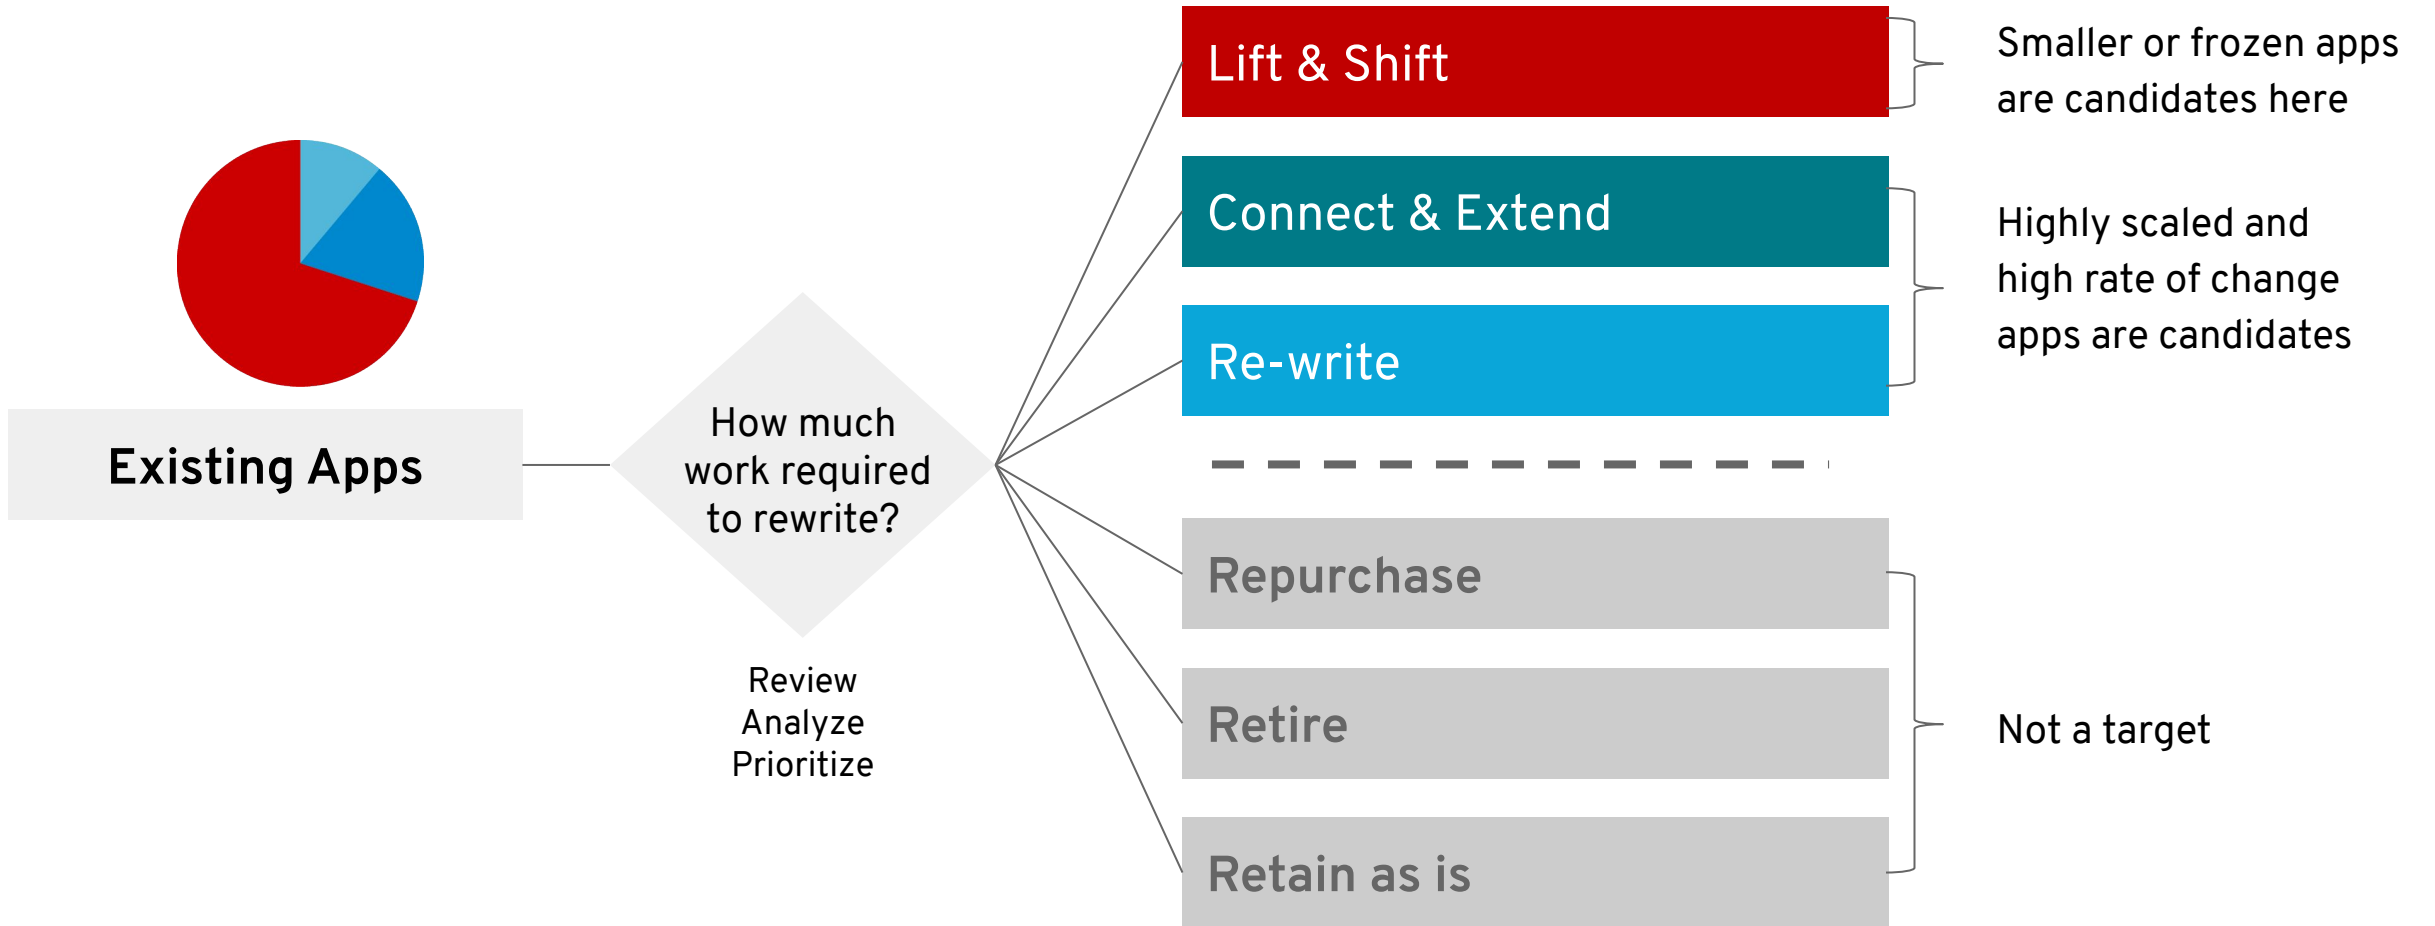 Existing Apps
How much
work required
to rewrite?
Review
Analyze
Prioritize
Lift & Shift
Smaller or frozen apps
are candidates here
Connect & Extend
Re-write
Highly scaled and
high rate of change
apps are candidates
Repurchase
Retire
Retain as is
Not a target